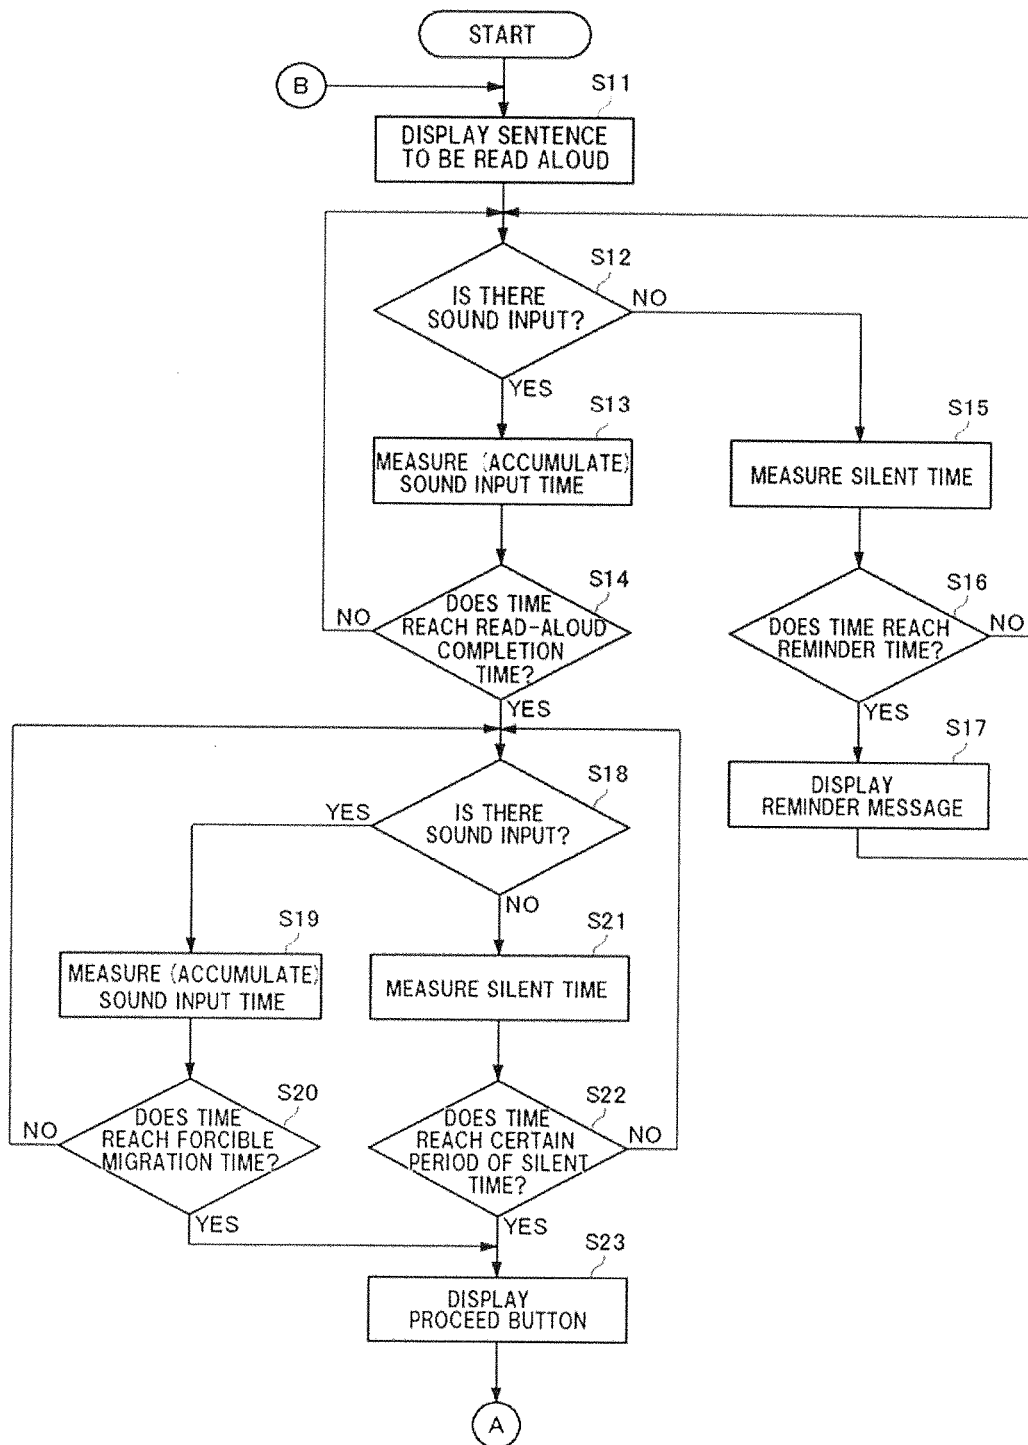 START
B
S11
DISPLAY SENTENCE
TO BE READ ALOUD
S12
IS THERE
SOUND INPUT?
NO
YES
S13
MEASURE (ACCUMULATE)
SOUND INPUT TIME
S15
MEASURE SILENT TIME
S14
DOES TIME
REACH READ-ALOUD
COMPLETION
TIME?
NO
YES
S16
DOES TIME REACH
REMINDER TIME?
NO
YES
S17
DISPLAY
REMINDER MESSAGE
S18
IS THERE
SOUND INPUT?
YES
NO
S19
MEASURE (ACCUMULATE)
SOUND INPUT TIME
S21
MEASURE SILENT TIME
S20
DOES TIME
REACH FORCIBLE
MIGRATION TIME?
NO
YES
S22
DOES TIME
REACH CERTAIN
PERIOD OF SILENT
TIME?
NO
YES
S23
DISPLAY
PROCEED BUTTON
A